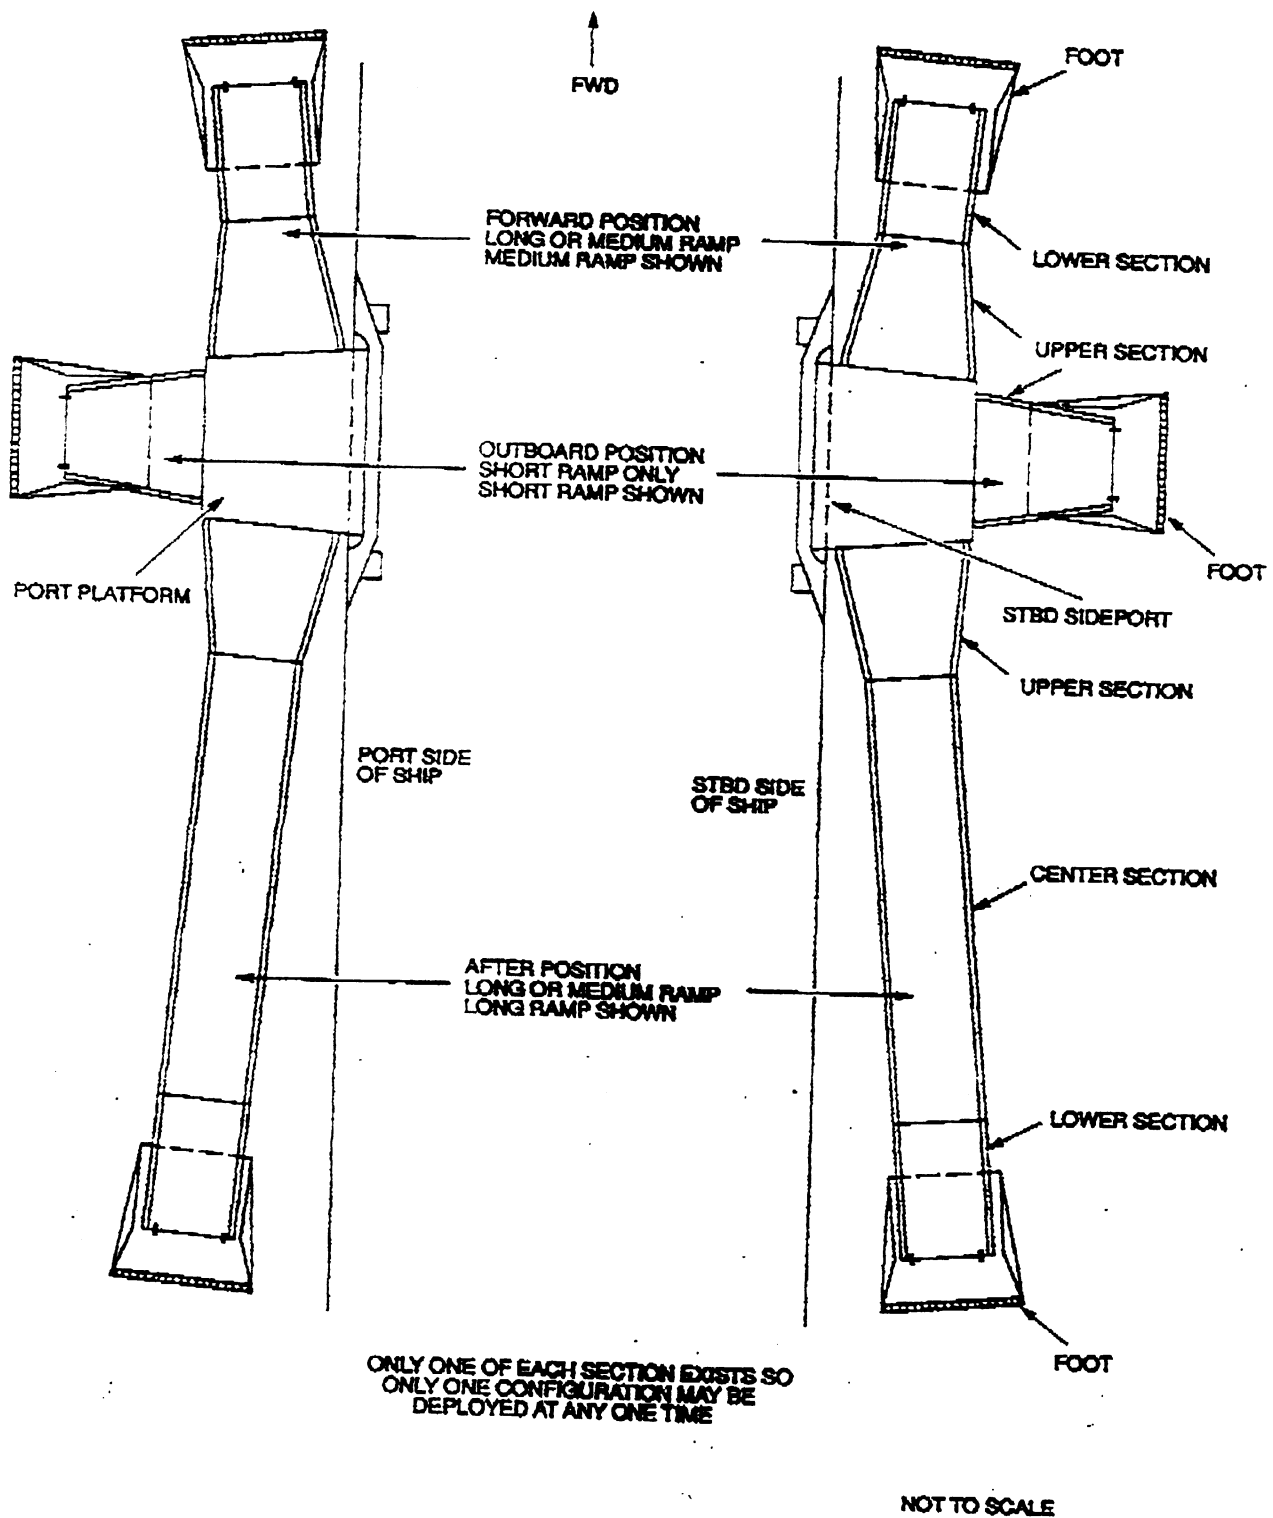 FWD
FOOT
FORWARD POSITION
LONG OR MEDIUM RAMP
MEDIUM RAMP SHOWN
LOWER SECTION
UPPER SECTION
OUTBOARD POSITION
SHORT RAMP ONLY
SHORT RAMP SHOWN
FOOT
PORT PLATFORM
STBD SIDEPORT
UPPER SECTION
PORT SIDE
OF SHIP
STBD SIDE
OF SHIP
CENTER SECTION
AFTER POSITION
LONG OR MEDIUM RAMP
LONG RAMP SHOWN
LOWER SECTION
FOOT
ONLY ONE OF EACH SECTION EXISTS SO
ONLY ONE CONFIGURATION MAY BE
DEPLOYED AT ANY ONE TIME
NOT TO SCALE